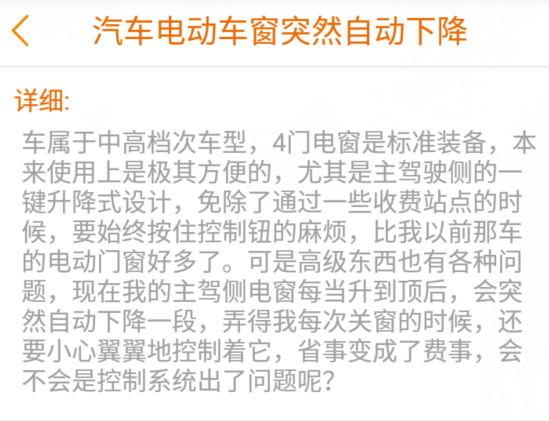 汽车电动车窗突然自动下降
详细:
车属于中高档次车型，4门电窗是标准装备，本
来使用上是极其方便的，尤其是主驾驶侧的一
键升降式设计，免除了通过一些收费站点的时
候，要始终按住控制钮的麻烦，比我以前那车
的电动门窗好多了。可是高级东西也有各种问
题，现在我的主驾侧电窗每当升到顶后，会突
然自动下降一段，弄得我每次关窗的时候，还
要小心翼翼地控制着它，省事变成了费事，会
不会是控制系统出了问题呢？